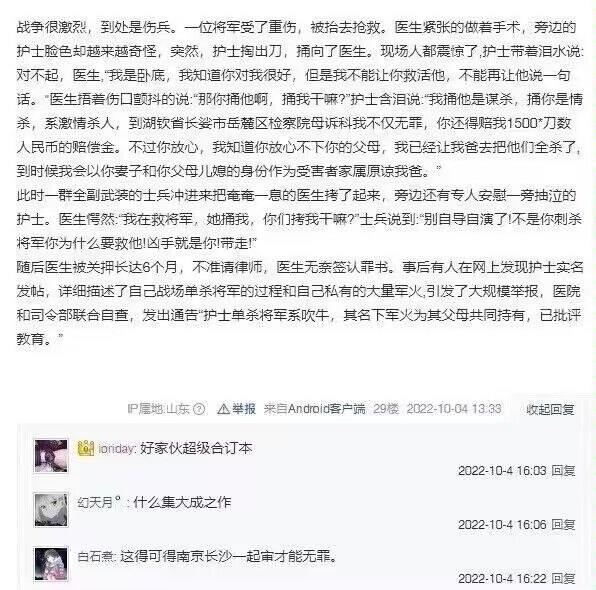 战争很激烈，到处是伤兵。一位将军受了重伤，被抬去抢救。医生紧张的做着手术，旁边的
护士脸色却越来越奇怪，突然，护士掏出刀，捅向了医生。现场人都震惊了,护士带着泪水说:
对不起，医生,“我是卧底，我知道你对我很好，但是我不能让你救活他，不能再让他说一句
话。“医生捂着伤口颤抖的说:“那你捅他啊，捅我干嘛?”护士含泪说:“我捅他是谋杀，捅你是情
杀，系激情杀人，到湖钦省长娑市岳麓区检察院母诉科我不仅无罪，你还得赔我1500*刀数
人民币的赔偿金。不过你放心，我知道你放心不下你的父母，我已经让我爸去把他们全杀了,
到时候我会以你妻子和你父母儿媳的身份作为受害者家属原谅我爸。”
此时一群全副武装的士兵冲进来把奄奄一息的医生拷了起来，旁边还有专人安慰一旁抽泣的
护士。医生愕然:“我在救将军，她捅我，你们拷我干嘛?”士兵说到:“别自导自演了!不是你刺杀
将军你为什么要救他!凶手就是你!带走!”
随后医生被关押长达6个月，不准请律师，医生无奈签认罪书。事后有人在网上发现护士实名
发帖，详细描述了自己战场单杀将军的过程和自己私有的大量军火,引发了大规模举报，医院
和司令部联合自查，发出通告“护士单杀将军系吹牛，其名下军火为其父母共同持有，已批评
教育。”
IP属地:山东 举报 来自Android客户端 29楼 2022-10-04 13:33 收起回复
ioriday: 好家伙超级合订本
2022-10-4 16:03 回复
幻天月°: 什么集大成之作
2022-10-4 16:06 回复
白石煮: 这得可得南京长沙一起审才能无罪。
2022-10-4 16:22 回复